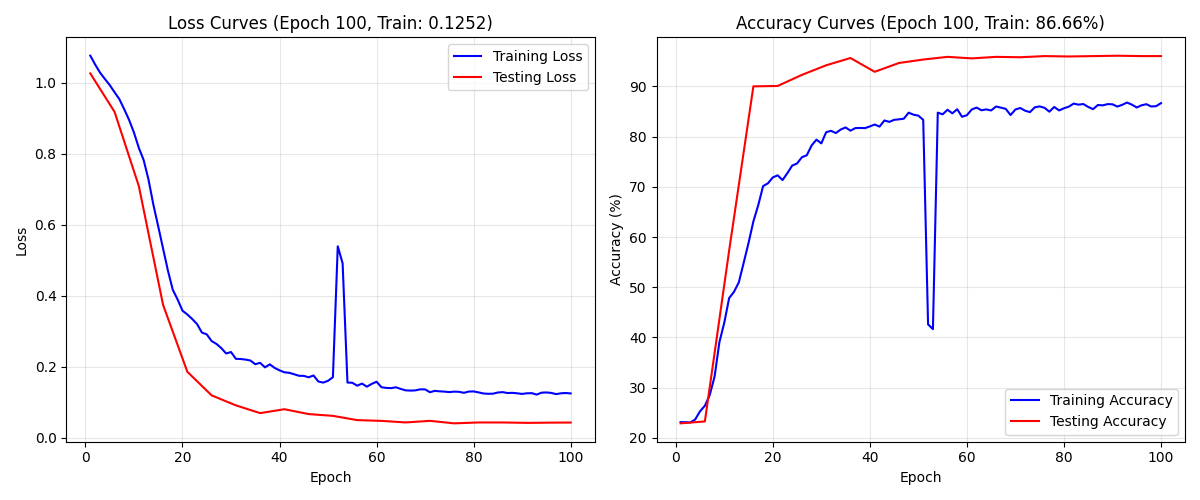 Loss Curves (Epoch 100, Train: 0.1252)
Training Loss
Testing Loss
1.0
0.8
0.6
0.4
0.2
0.0
Loss
0
20
40
60
80
100
Epoch
Accuracy Curves (Epoch 100, Train: 86.66%)
90
80
70
60
50
40
30
20
Accuracy (%)
Training Accuracy
Testing Accuracy
0
20
40
60
80
100
Epoch